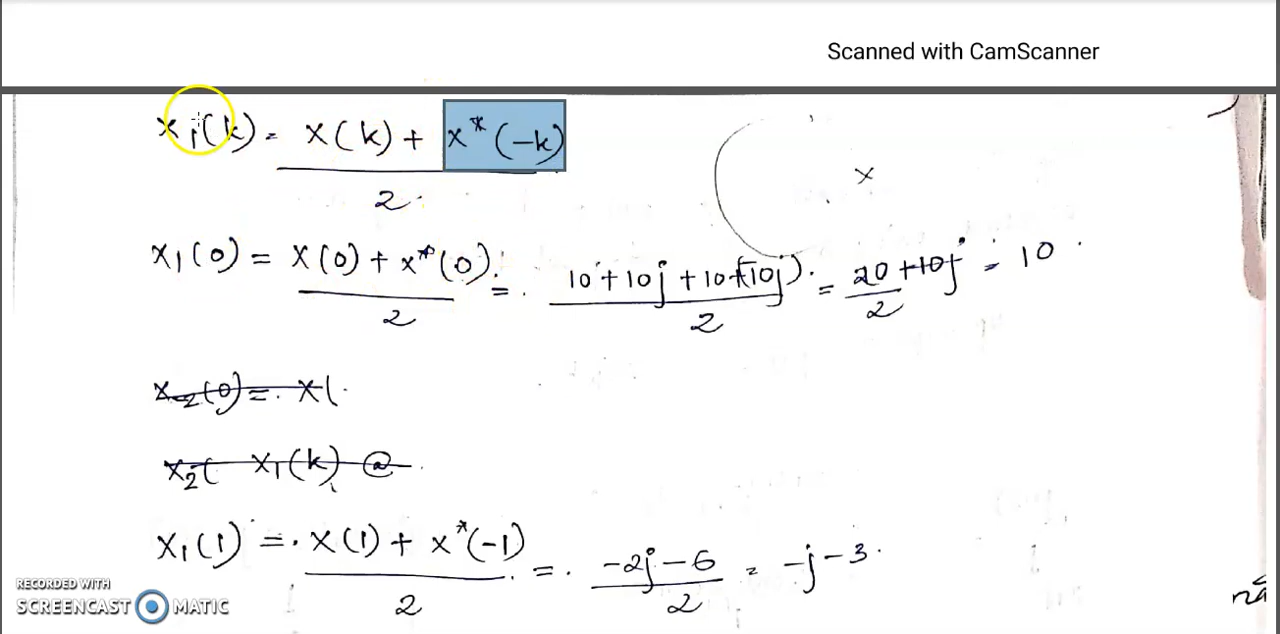 Scanned with CamScanner
x₁(k) = x(k) + x*(-k) / 2
x₁(0) = x(0) + x*(0) / 2 = 10 + 10j + 10 + (-10j) / 2 = 20 + 10j / 2 = 10
x₂(0) = x(
x₂( x₁(k)
x₁(1) = x(1) + x*(-1) / 2 = -2j - 6 / 2 = -j - 3
RECORDED WITH
SCREENCAST MATIC